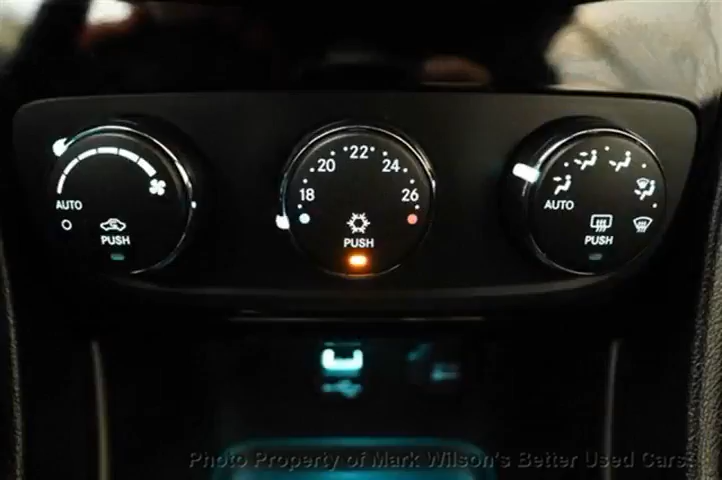 AUTO
O
PUSH
18 20 ·22· 24 26
PUSH
AUTO
PUSH
Photo Property of Mark Wilson's Better Used Cars